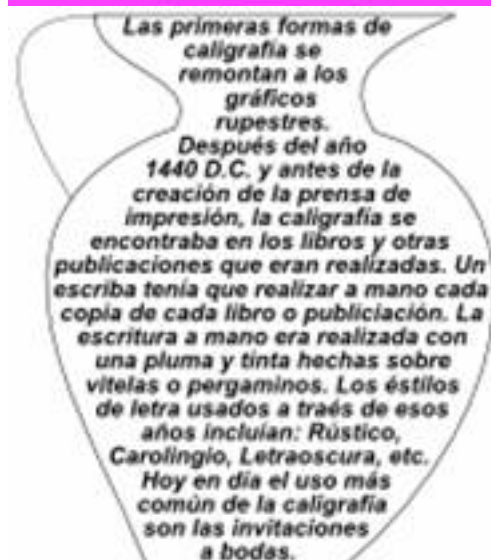 Las primeras formas de
caligrafía se
remontan a los
gráficos
rupestres.
Después del año
1440 D.C. y antes de la
creación de la prensa de
impresión, la caligrafía se
encontraba en los libros y otras
publicaciones que eran realizadas. Un
escriba tenía que realizar a mano cada
copia de cada libro o publiciación. La
escritura a mano era realizada con
una pluma y tinta hechas sobre
vitelas o pergaminos. Los éstilos
de letra usados a traés de esos
años incluían: Rústico,
Carolingio, Letraoscura, etc.
Hoy en día el uso más
común de la caligrafía
son las invitaciones
a bodas.